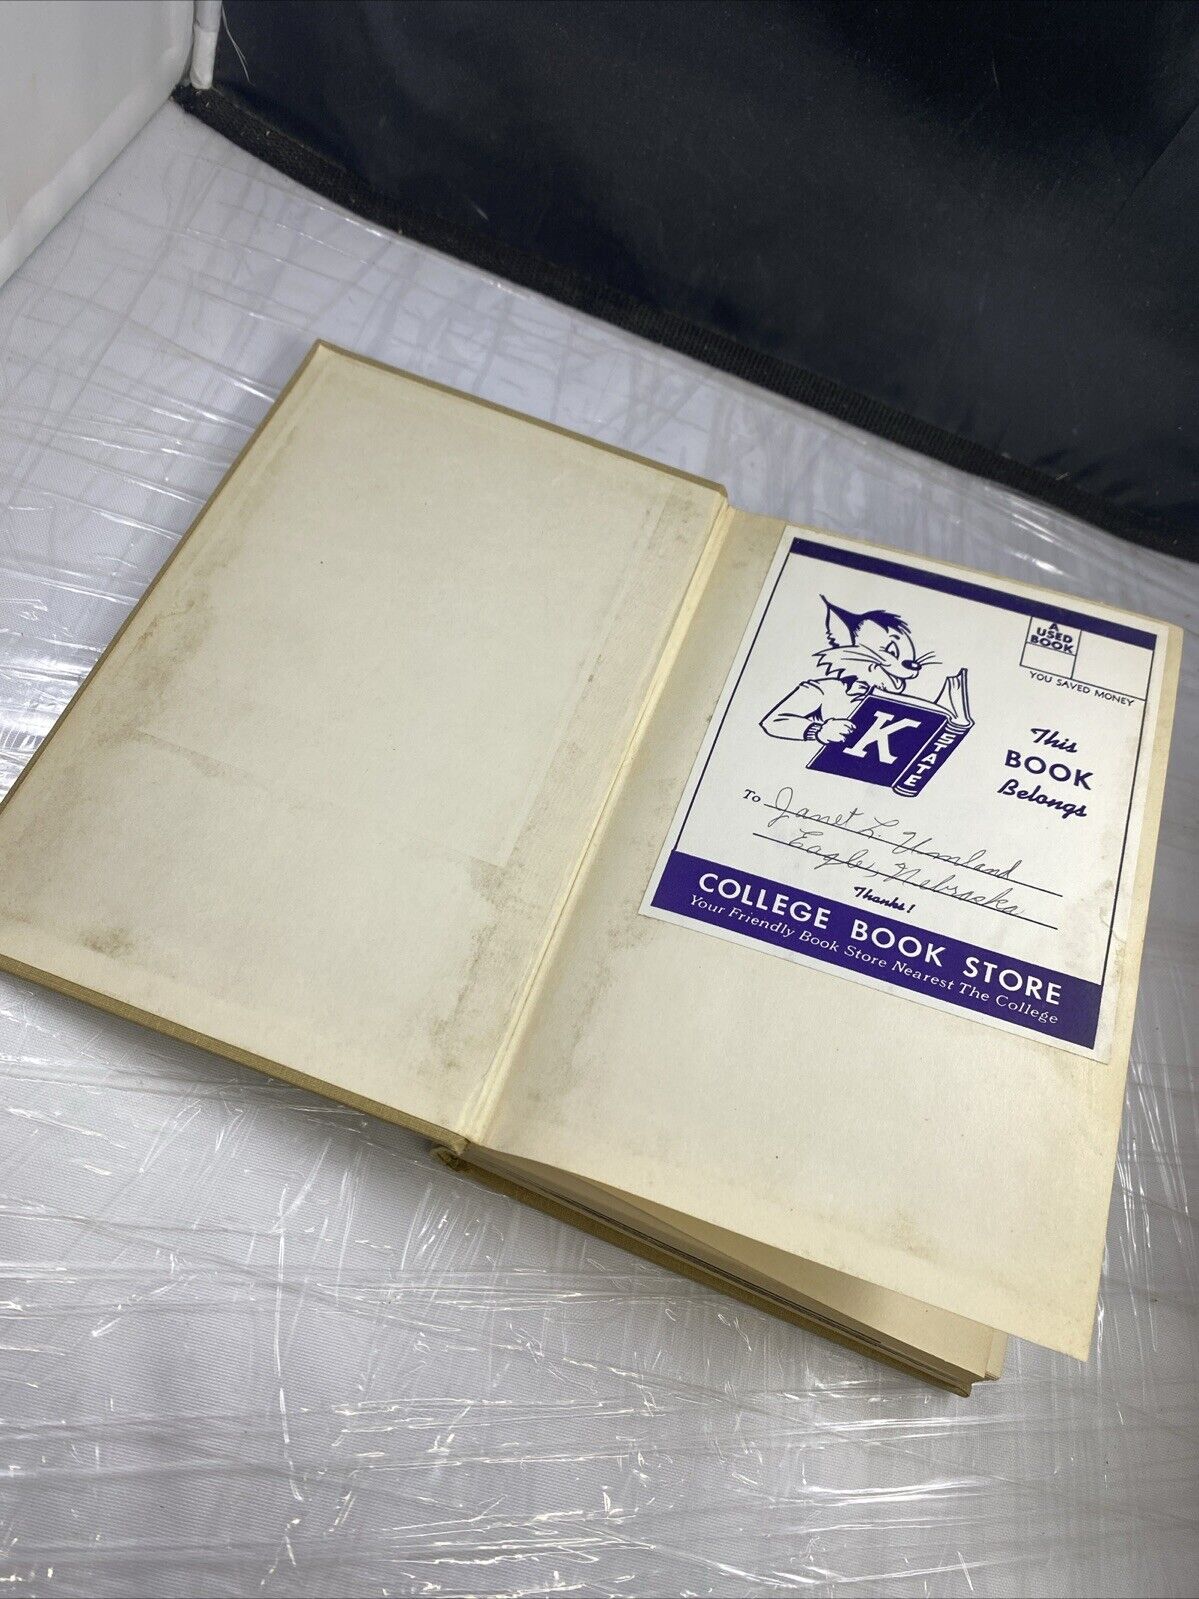 A
USED
BOOK
YOU SAVED MONEY
K
STATE
This
BOOK
Belongs
To Janet L. Umland
Eagle, Nebraska
Thanks!
COLLEGE BOOK STORE
Your Friendly Book Store Nearest The College